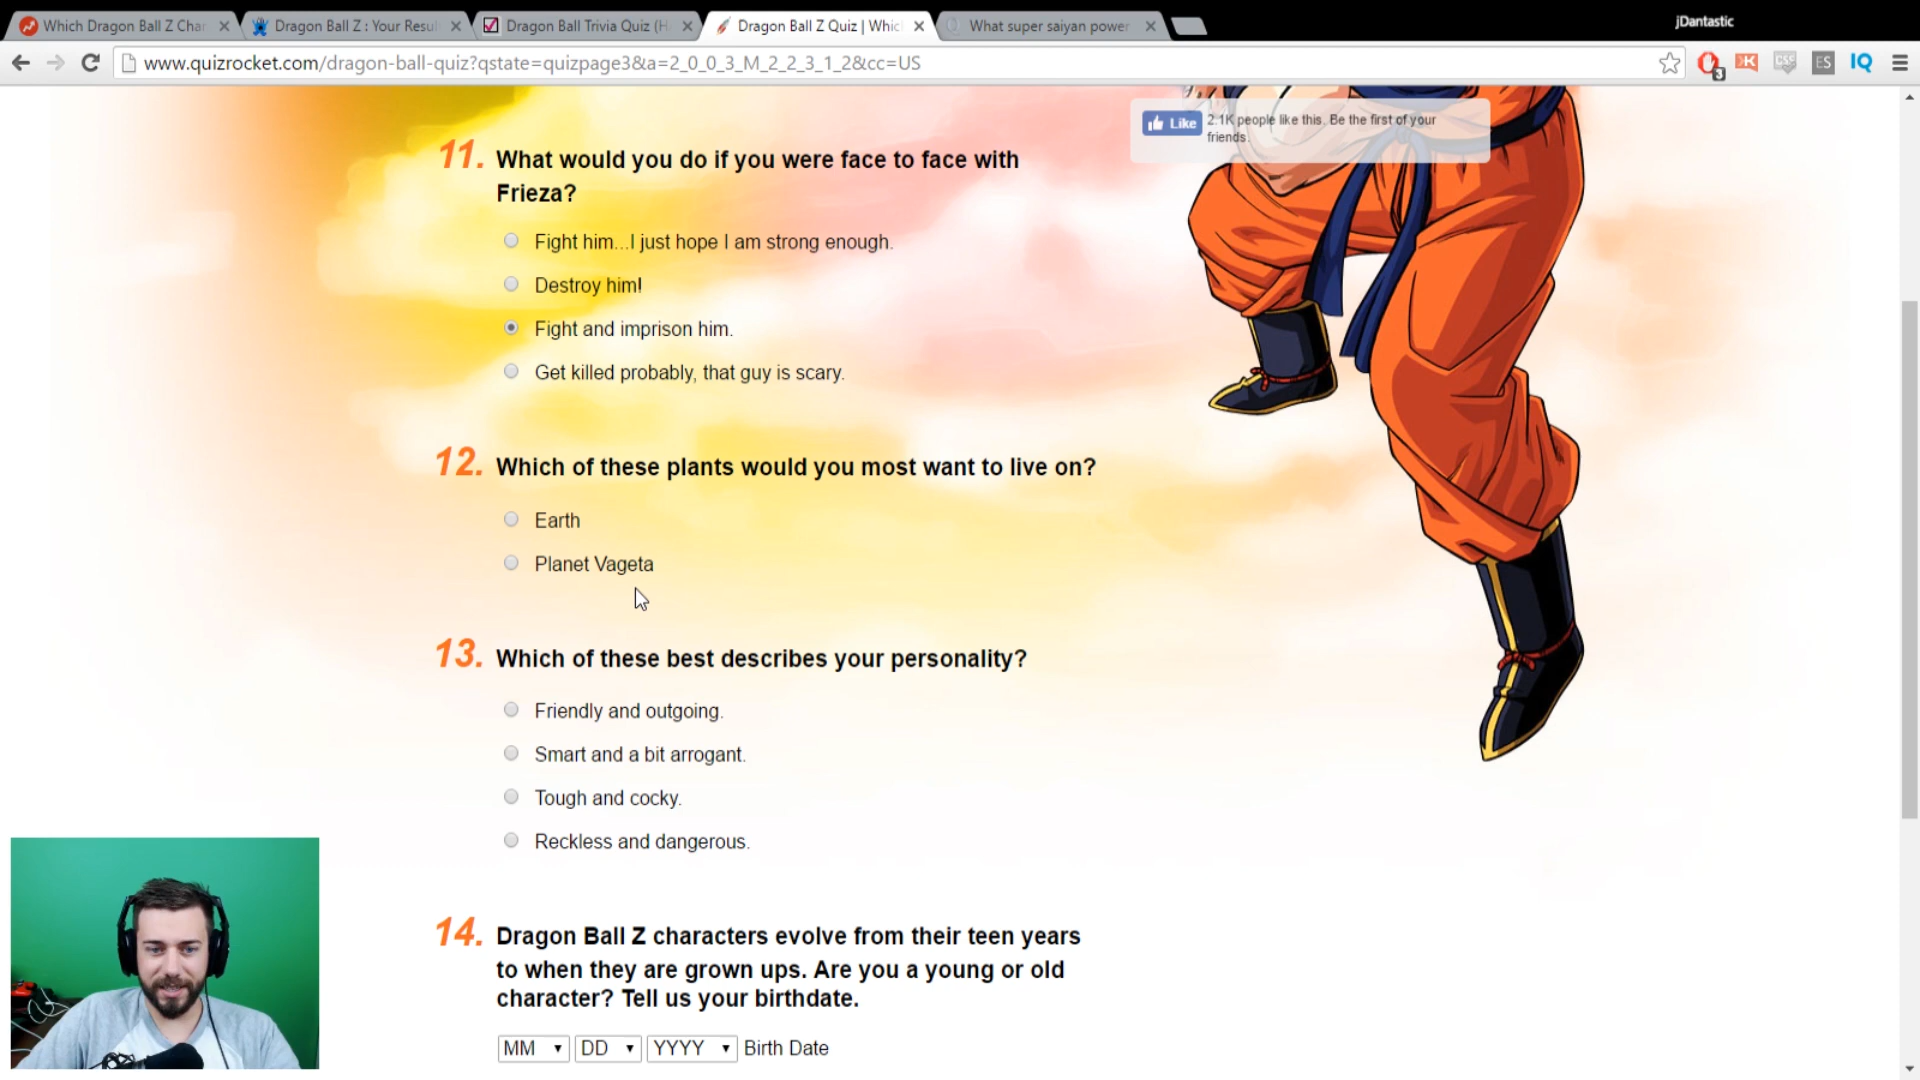 jDantastic
Which Dragon Ball Z Char
Dragon Ball Z : Your Resul
Dragon Ball Trivia Quiz (H
Dragon Ball Z Quiz | Whic
What super saiyan power
www.quizrocket.com/dragon-ball-quiz?qstate=quizpage3&a=2_0_0_3_M_2_2_3_1_2&cc=US
3
K
CSC
ES
IQ
Like
2.1K people like this. Be the first of your
friends.
11. What would you do if you were face to face with
Frieza?
Fight him...I just hope I am strong enough.
Destroy him!
Fight and imprison him.
Get killed probably, that guy is scary.
12. Which of these plants would you most want to live on?
Earth
Planet Vageta
13. Which of these best describes your personality?
Friendly and outgoing.
Smart and a bit arrogant.
Tough and cocky.
Reckless and dangerous.
14. Dragon Ball Z characters evolve from their teen years
to when they are grown ups. Are you a young or old
character? Tell us your birthdate.
MM DD YYYY Birth Date